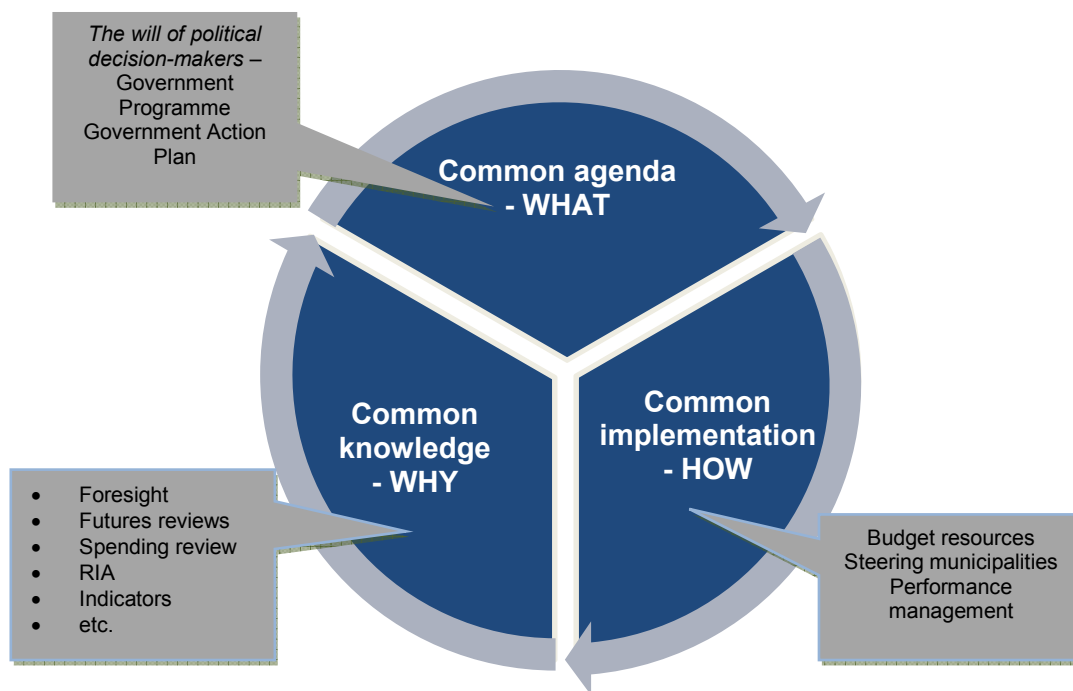 The will of political
decision-makers –
Government
Programme
Government Action
Plan
Common agenda
- WHAT
Common
knowledge
- WHY
Common
implementation
- HOW
• Foresight
• Futures reviews
• Spending review
• RIA
• Indicators
• etc.
Budget resources
Steering municipalities
Performance
management